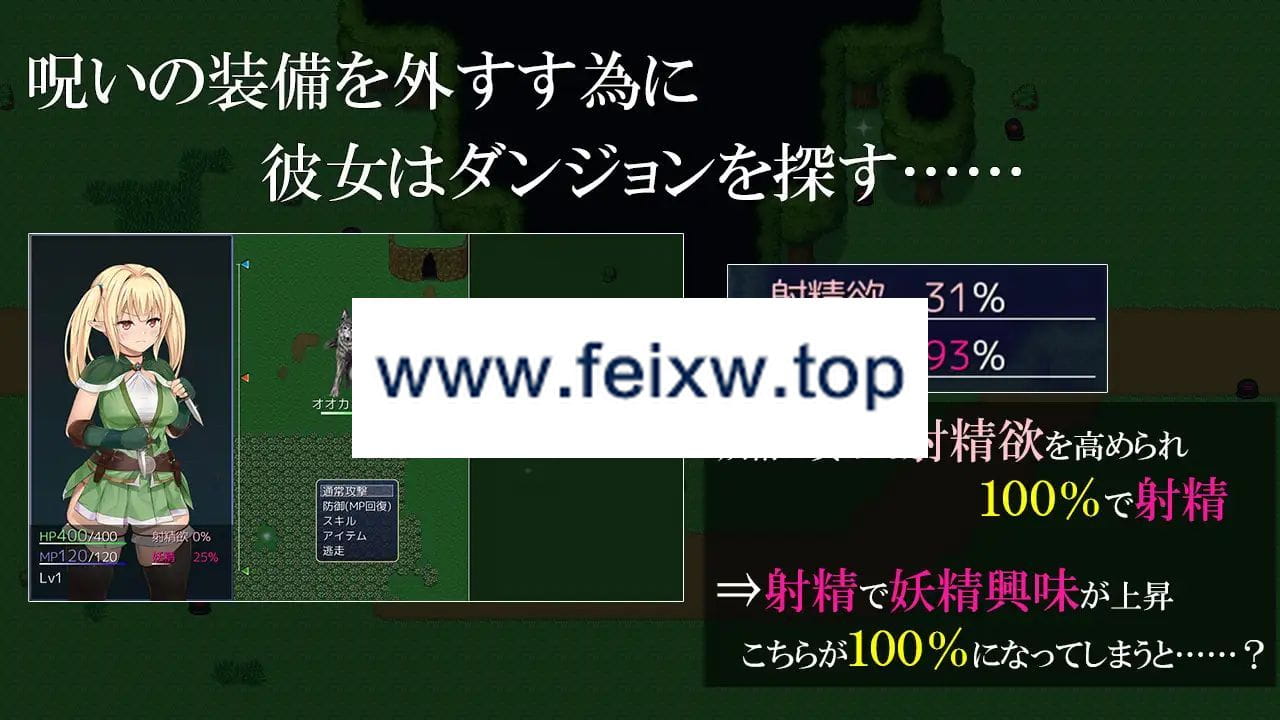 呪いの装備を外すす為に
彼女はダンジョンを探す……
射精欲 31%
93%
www.feixw.top
オオカ
通常攻撃
防御(MP回復)
スキル
アイテム
逃走
HP400/400 射精欲 0%
MP120/120 妖精 25%
Lv1
射精欲を高められ
100%で射精
⇒射精で妖精興味が上昇
こちらが100%になってしまうと……？